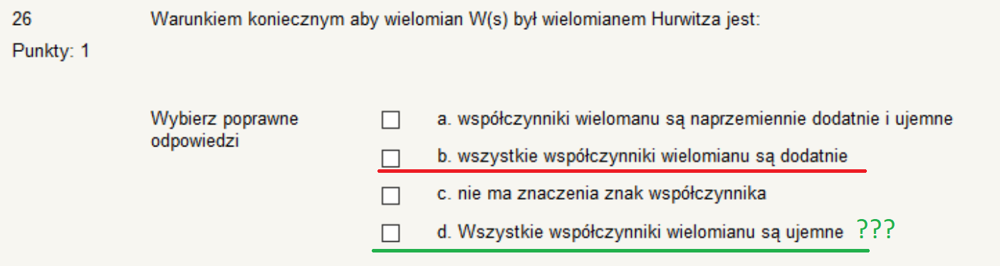 26 Warunkiem koniecznym aby wielomian W(s) był wielomianem Hurwitza jest:
Punkty: 1
Wybierz poprawne
odpowiedzi
a. współczynniki wielomanu są naprzemiennie dodatnie i ujemne
b. wszystkie współczynniki wielomianu są dodatnie
c. nie ma znaczenia znak współczynnika
d. Wszystkie współczynniki wielomianu są ujemne ???